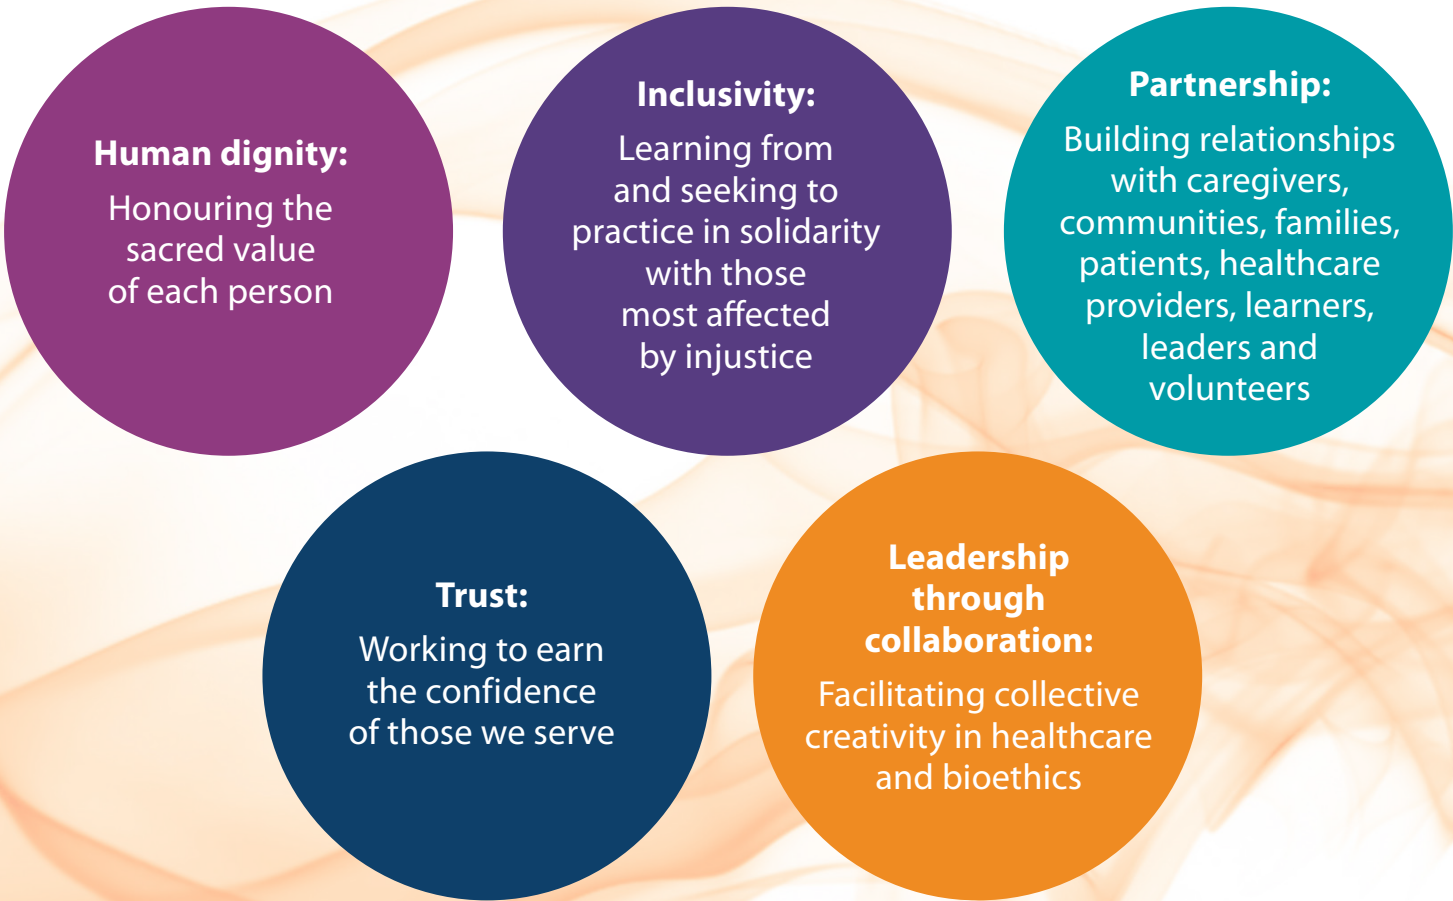 Human dignity:
Honouring the
sacred value
of each person
Inclusivity:
Learning from
and seeking to
practice in solidarity
with those
most affected
by injustice
Partnership:
Building relationships
with caregivers,
communities, families,
patients, healthcare
providers, learners,
leaders and
volunteers
Trust:
Working to earn
the confidence
of those we serve
Leadership
through
collaboration:
Facilitating collective
creativity in healthcare
and bioethics